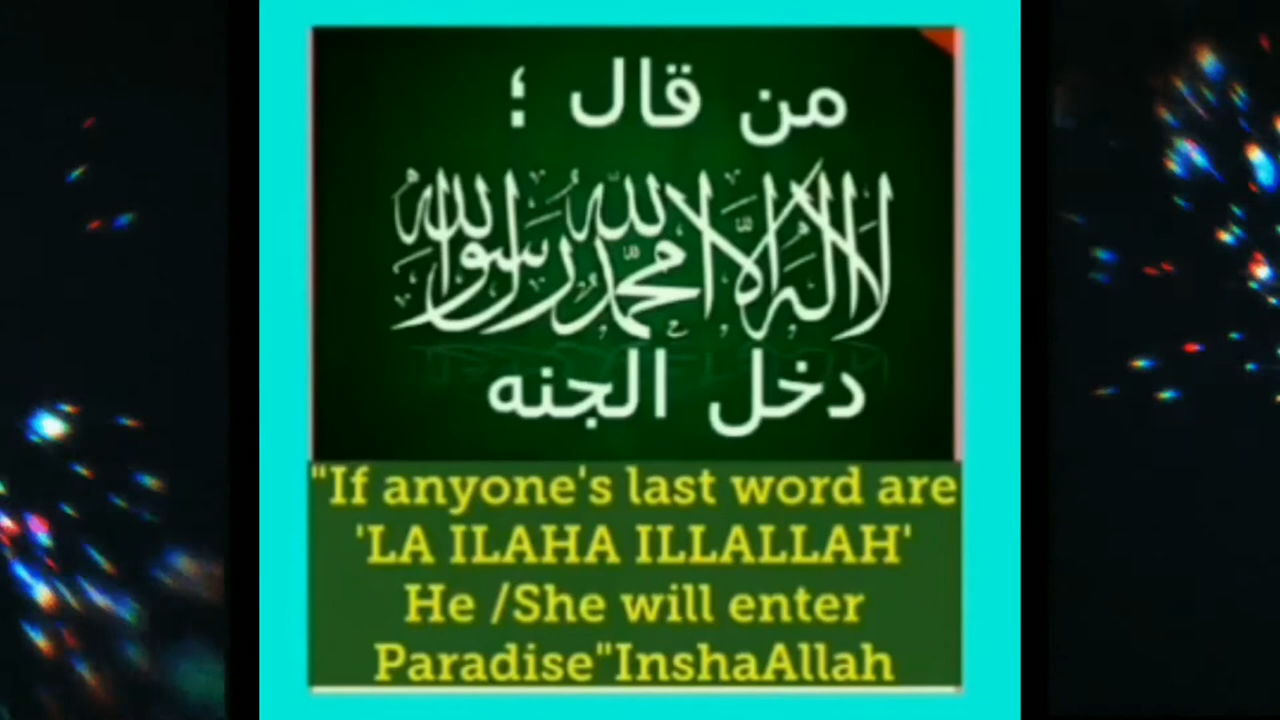 من قال ؛
لا اله الا الله محمد رسول الله
دخل الجنه
"If anyone's last word are
'LA ILAHA ILLALLAH'
He /She will enter
Paradise"InshaAllah